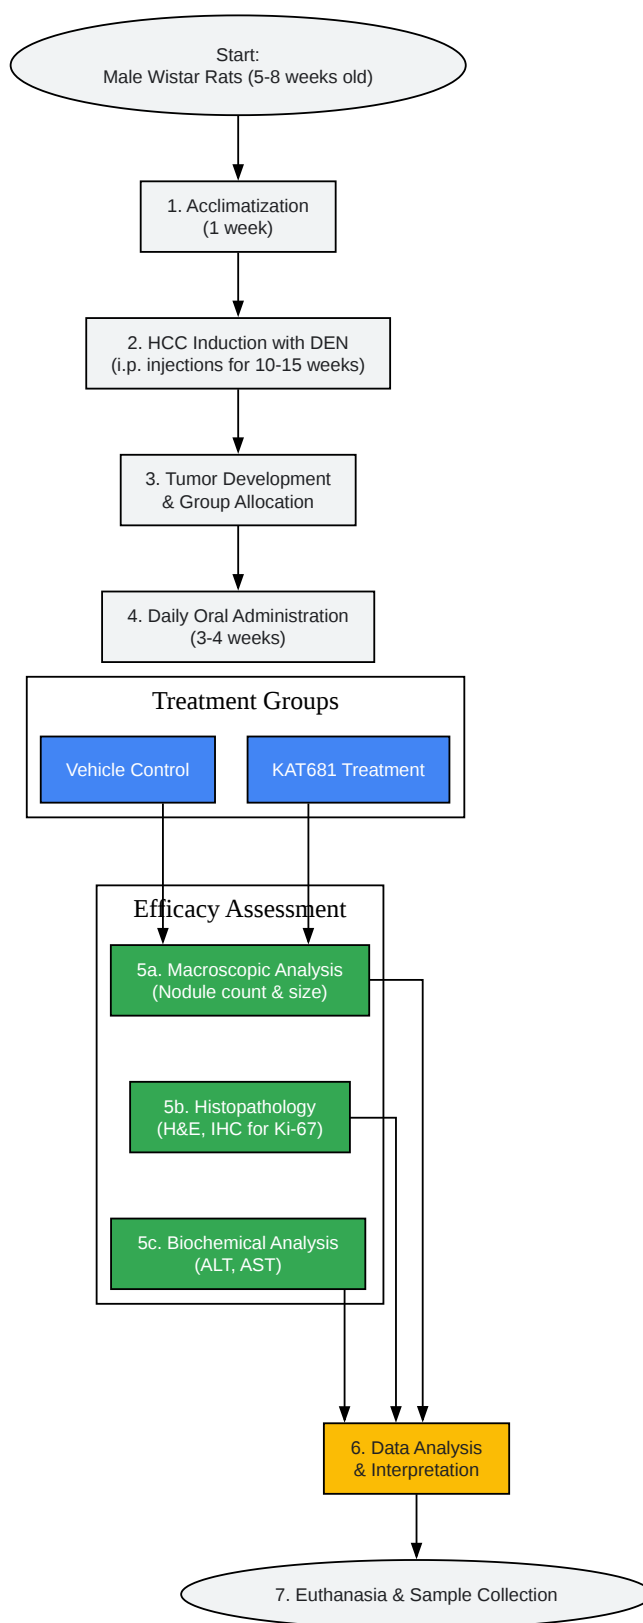 Start:
Male Wistar Rats (5-8 weeks old)
1. Acclimatization
(1 week)
2. HCC Induction with DEN
(i.p. injections for 10-15 weeks)
3. Tumor Development
& Group Allocation
4. Daily Oral Administration
(3-4 weeks)
Treatment Groups
Vehicle Control
KAT681 Treatment
Efficacy Assessment
5a. Macroscopic Analysis
(Nodule count & size)
5b. Histopathology
(H&E, IHC for Ki-67)
5c. Biochemical Analysis
(ALT, AST)
6. Data Analysis
& Interpretation
7. Euthanasia & Sample Collection